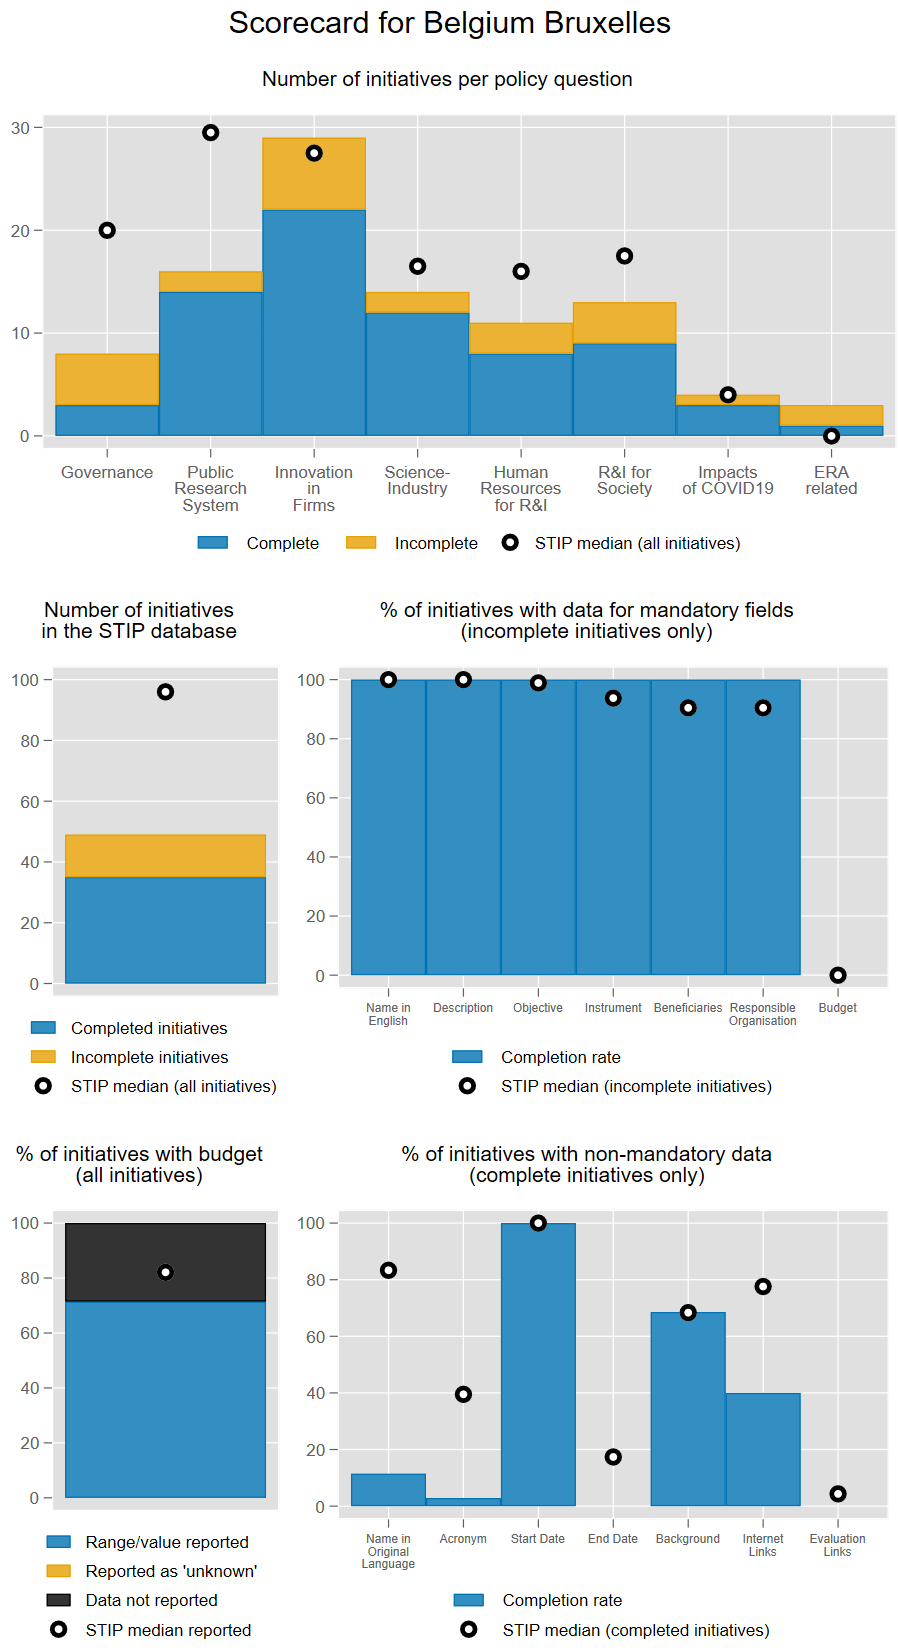 Scorecard for Belgium Bruxelles
Number of initiatives per policy question
30
20
10
0
Governance
Public
Research
System
Innovation
in
Firms
Science-
Industry
Human
Resources
for R&I
R&I for
Society
Impacts
of COVID19
ERA
related
Complete
Incomplete
STIP median (all initiatives)
Number of initiatives
in the STIP database
100
80
60
40
20
0
Completed initiatives
Incomplete initiatives
STIP median (all initiatives)
% of initiatives with data for mandatory fields
(incomplete initiatives only)
100
80
60
40
20
0
Name in
English
Description
Objective
Instrument
Beneficiaries
Responsible
Organisation
Budget
Completion rate
STIP median (incomplete initiatives)
% of initiatives with budget
(all initiatives)
100
80
60
40
20
0
Range/value reported
Reported as 'unknown'
Data not reported
STIP median reported
% of initiatives with non-mandatory data
(complete initiatives only)
100
80
60
40
20
0
Name in
Original
Language
Acronym
Start Date
End Date
Background
Internet
Links
Evaluation
Links
Completion rate
STIP median (completed initiatives)